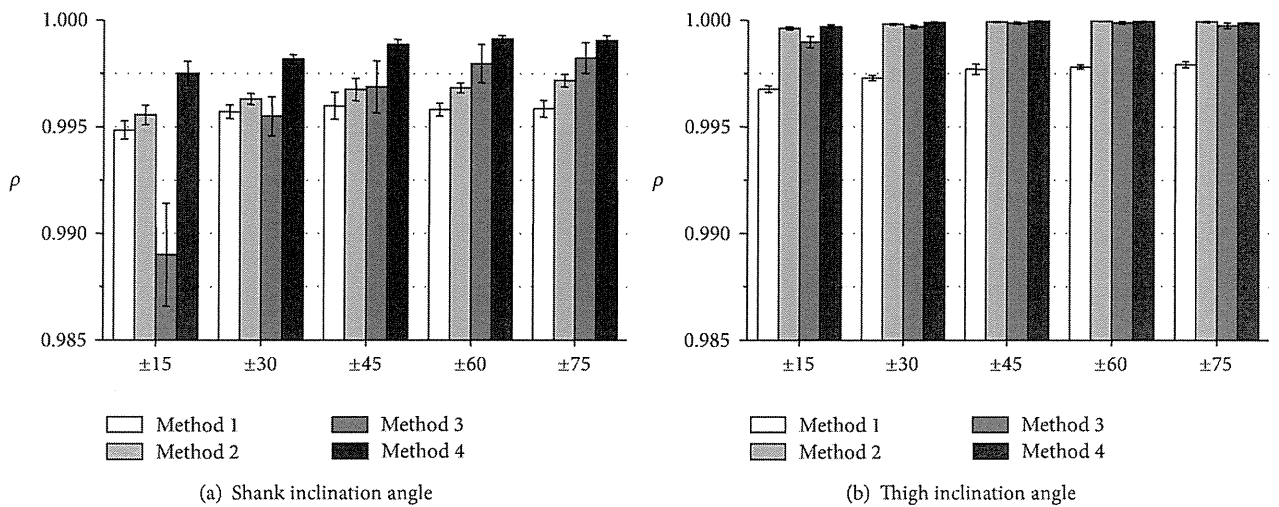 1.000
0.995
ρ
0.990
0.985
±15 ±30 ±45 ±60 ±75
Method 1 Method 3
Method 2 Method 4
(a) Shank inclination angle
1.000
0.995
ρ
0.990
0.985
±15 ±30 ±45 ±60 ±75
Method 1 Method 3
Method 2 Method 4
(b) Thigh inclination angle